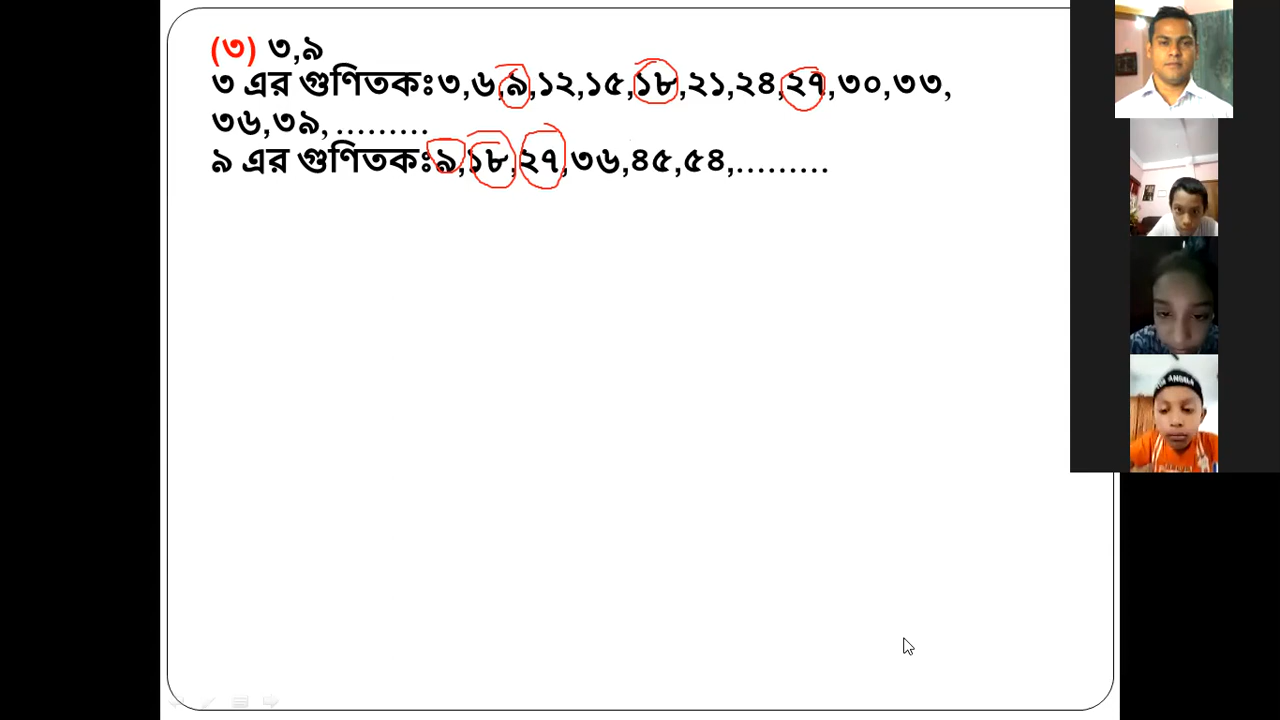 (৩) ৩,৯
৩ এর গুণিতকঃ৩,৬,৯,১২,১৫,১৮,২১,২৪,২৭,৩০,৩৩,
৩৬,৩৯,.........
৯ এর গুণিতকঃ৯,১৮,২৭,৩৬,৪৫,৫৪,.........